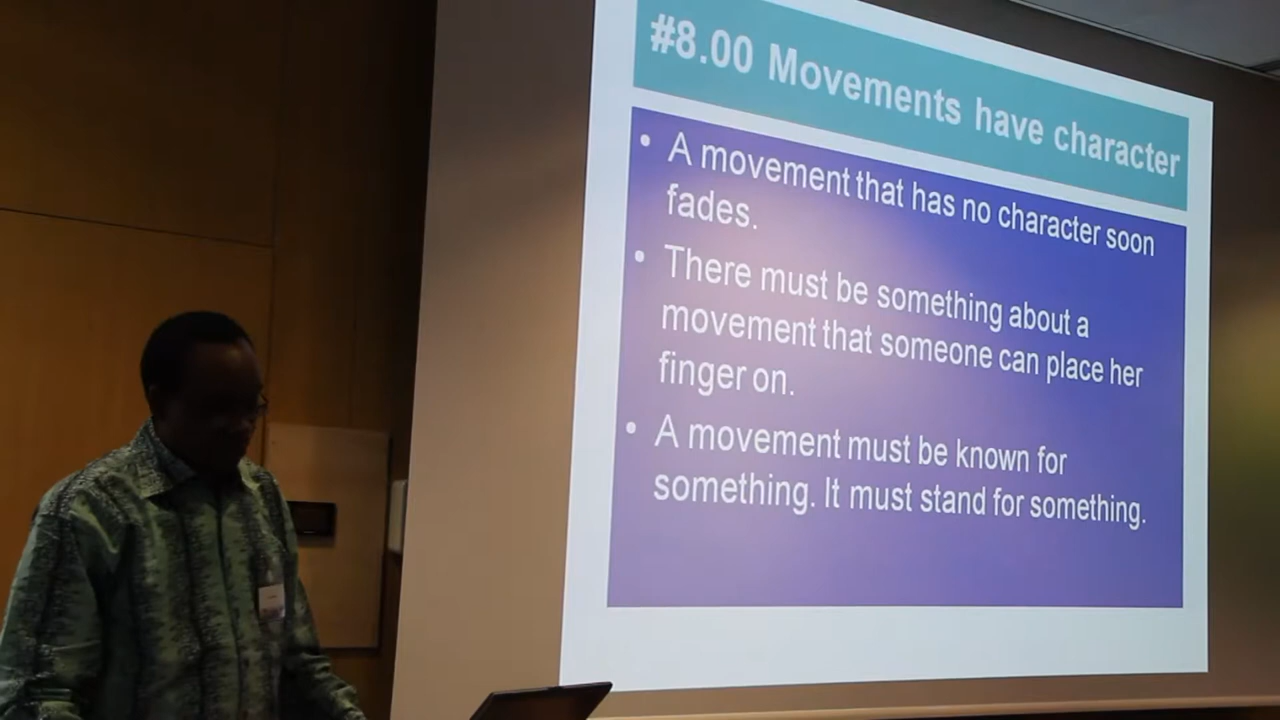 #8.00 Movements have character
• A movement that has no character soon
fades.
• There must be something about a
movement that someone can place her
finger on.
• A movement must be known for
something. It must stand for something.